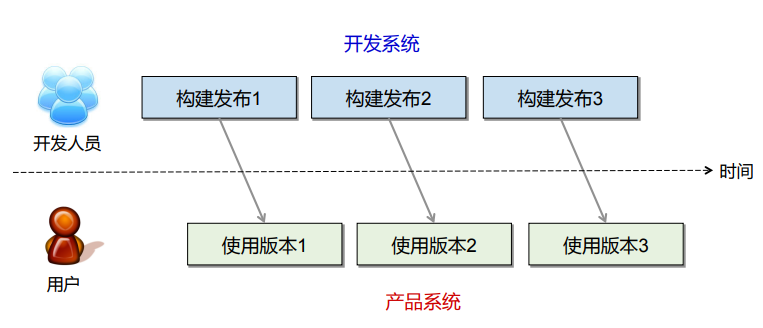 开发系统
构建发布1
构建发布2
构建发布3
开发人员
时间
使用版本1
使用版本2
使用版本3
用户
产品系统